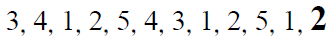 3, 4, 1, 2, 5, 4, 3, 1, 2, 5, 1, 2